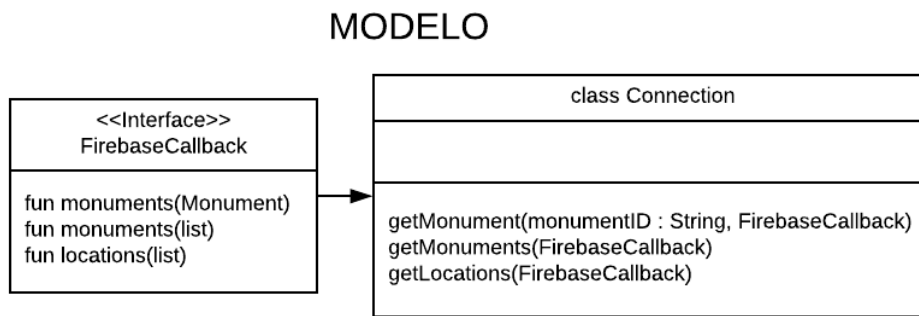 MODELO
<<Interface>>
FirebaseCallback
fun monuments(Monument)
fun monuments(list)
fun locations(list)
class Connection
getMonument(monumentID : String, FirebaseCallback)
getMonuments(FirebaseCallback)
getLocations(FirebaseCallback)